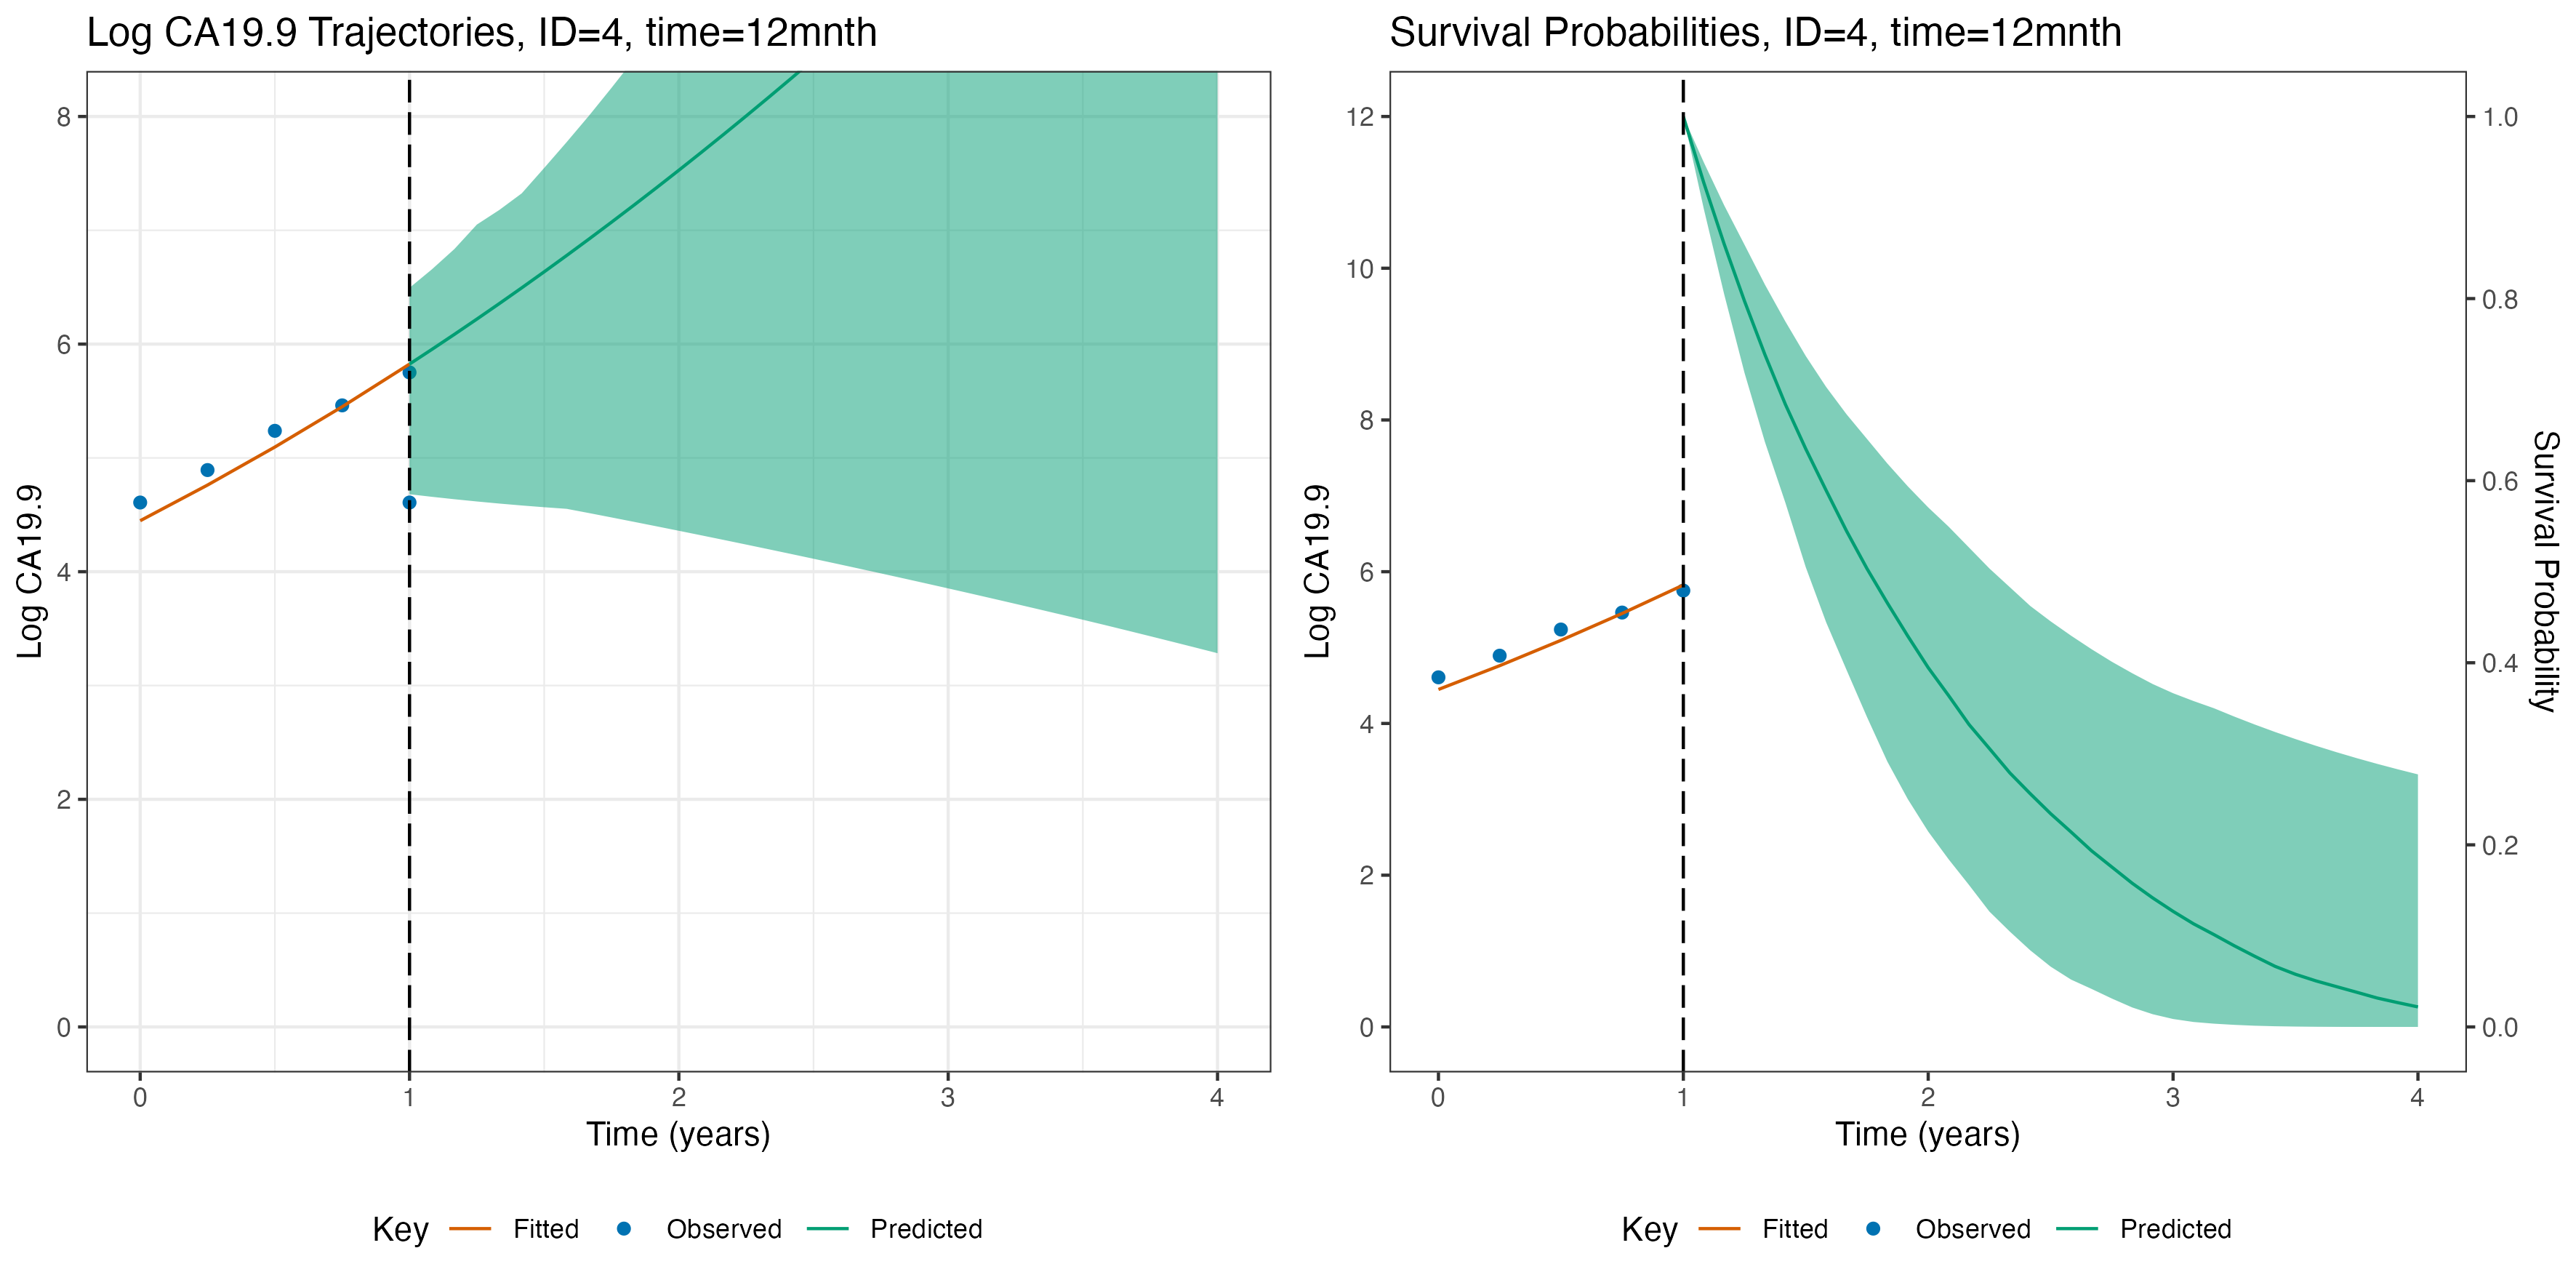 Log CA19.9 Trajectories, ID=4, time=12mnth
8
6
4
2
0
Log CA19.9
0 1 2 3 4
Time (years)
Key Fitted Observed Predicted
Survival Probabilities, ID=4, time=12mnth
12
10
8
6
4
2
0
Log CA19.9
1.0
0.8
0.6
0.4
0.2
0.0
Survival Probability
0 1 2 3 4
Time (years)
Key Fitted Observed Predicted